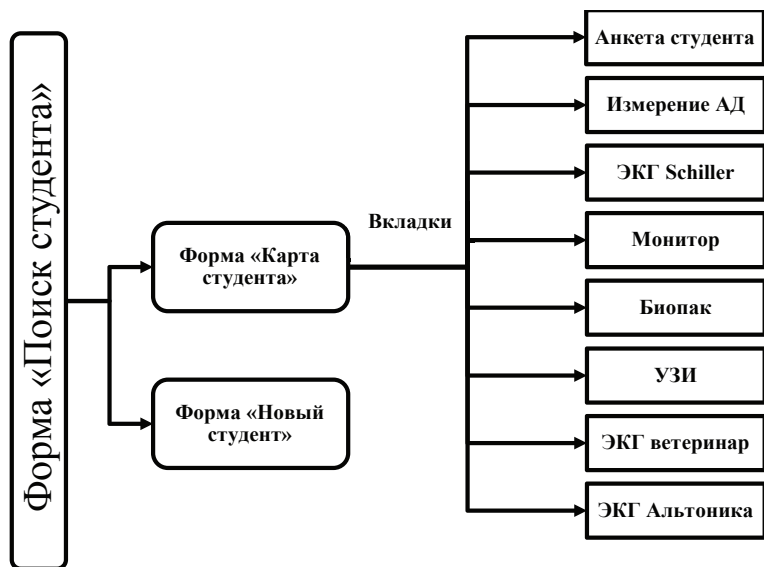 Форма «Поиск студента»
Форма «Карта
студента»
Форма «Новый
студент»
Вкладки
Анкета студента
Измерение АД
ЭКГ Schiller
Монитор
Биопак
УЗИ
ЭКГ ветеринар
ЭКГ Альтоника